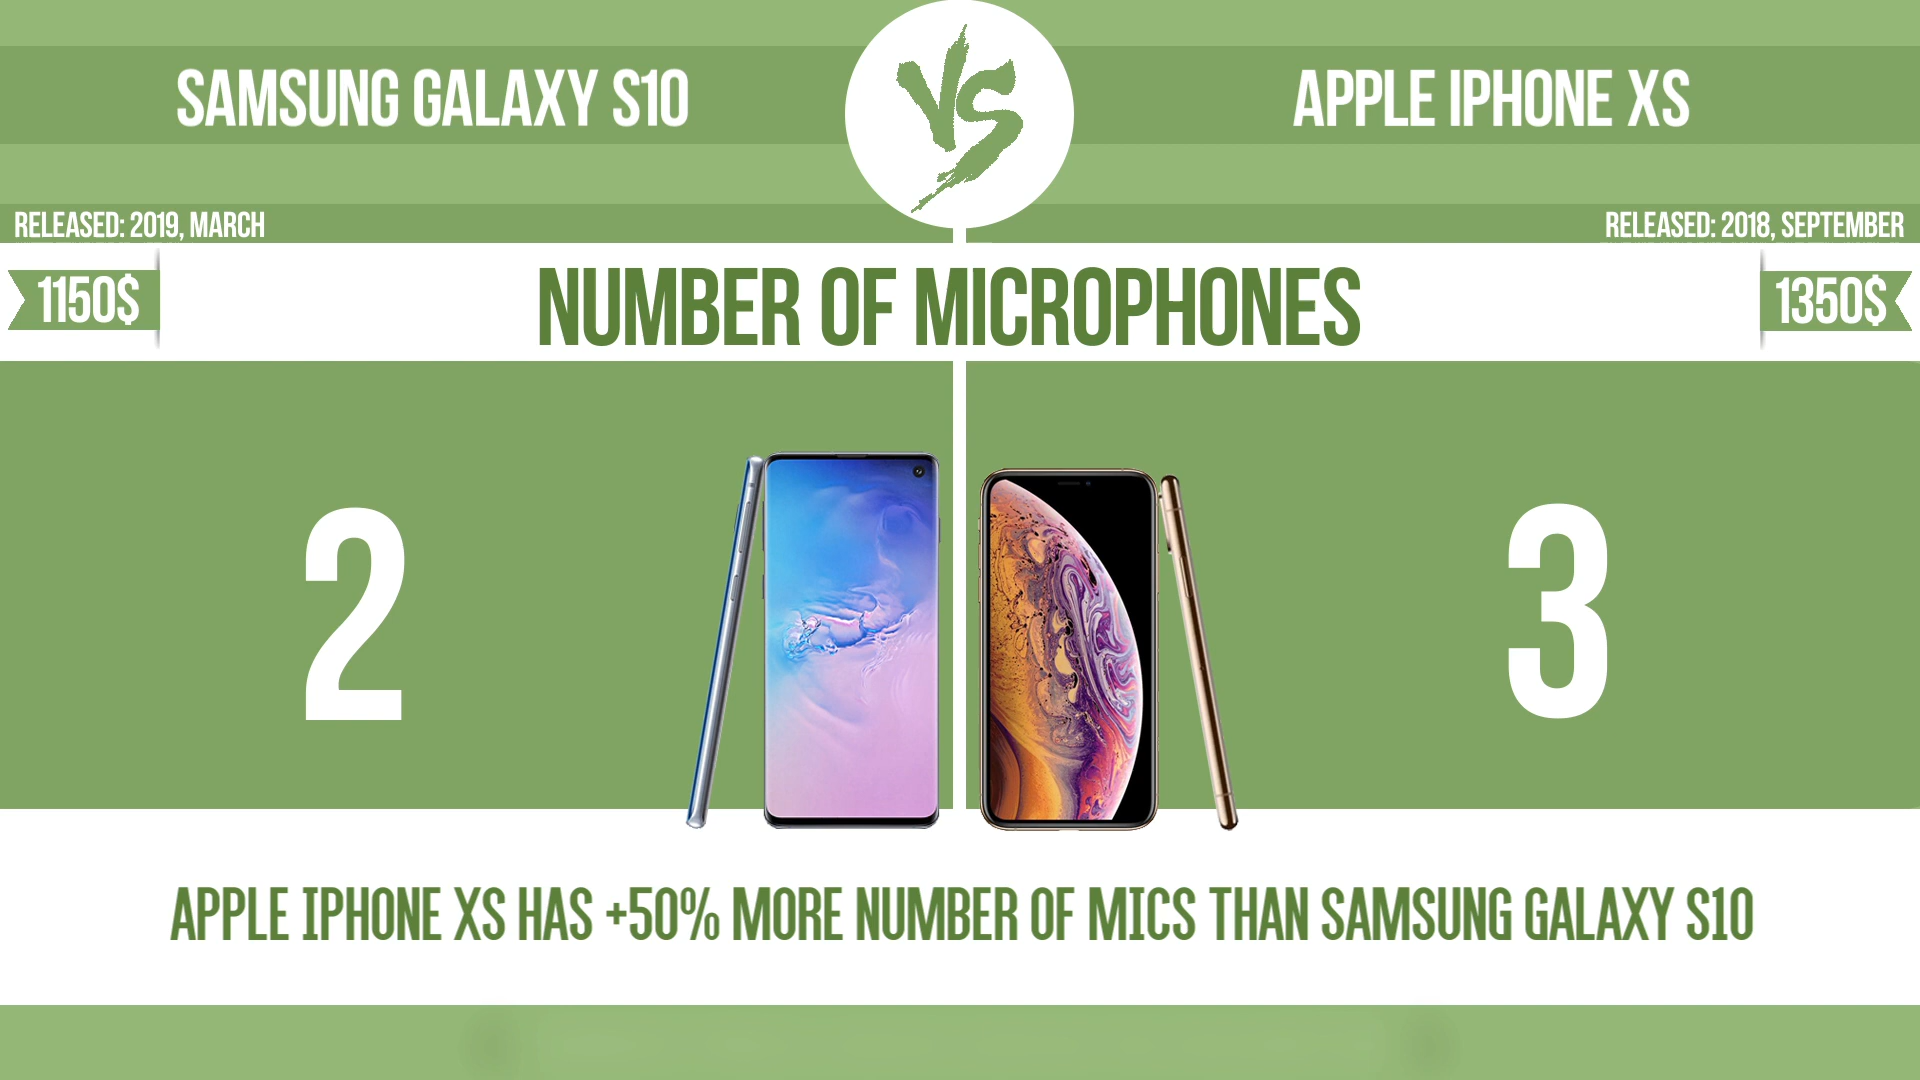 SAMSUNG GALAXY S10
VS
APPLE IPHONE XS
RELEASED: 2019, MARCH
RELEASED: 2018, SEPTEMBER
1150$
NUMBER OF MICROPHONES
1350$
2
3
APPLE IPHONE XS HAS +50% MORE NUMBER OF MICS THAN SAMSUNG GALAXY S10